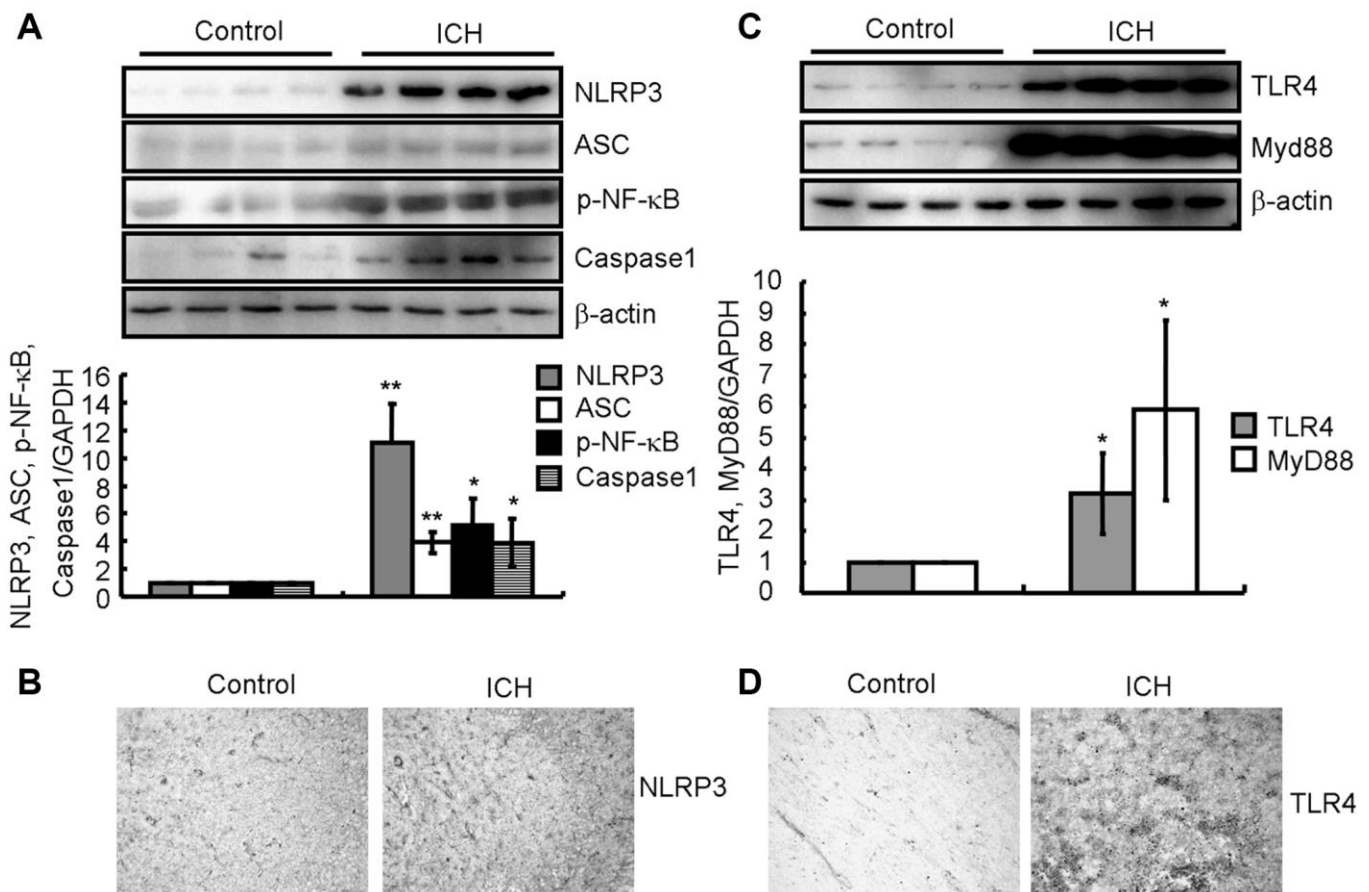 A
Control ICH
NLRP3
ASC
p-NF-κB
Caspase1
β-actin
NLRP3, ASC, p-NF-κB,
Caspase1/GAPDH
16
14
12
10
8
6
4
2
0
**
**
*
*
NLRP3
ASC
p-NF-κB
Caspase1
B
Control ICH
NLRP3
C
Control ICH
TLR4
Myd88
β-actin
TLR4, MyD88/GAPDH
10
9
8
7
6
5
4
3
2
1
0
*
*
TLR4
MyD88
D
Control ICH
TLR4